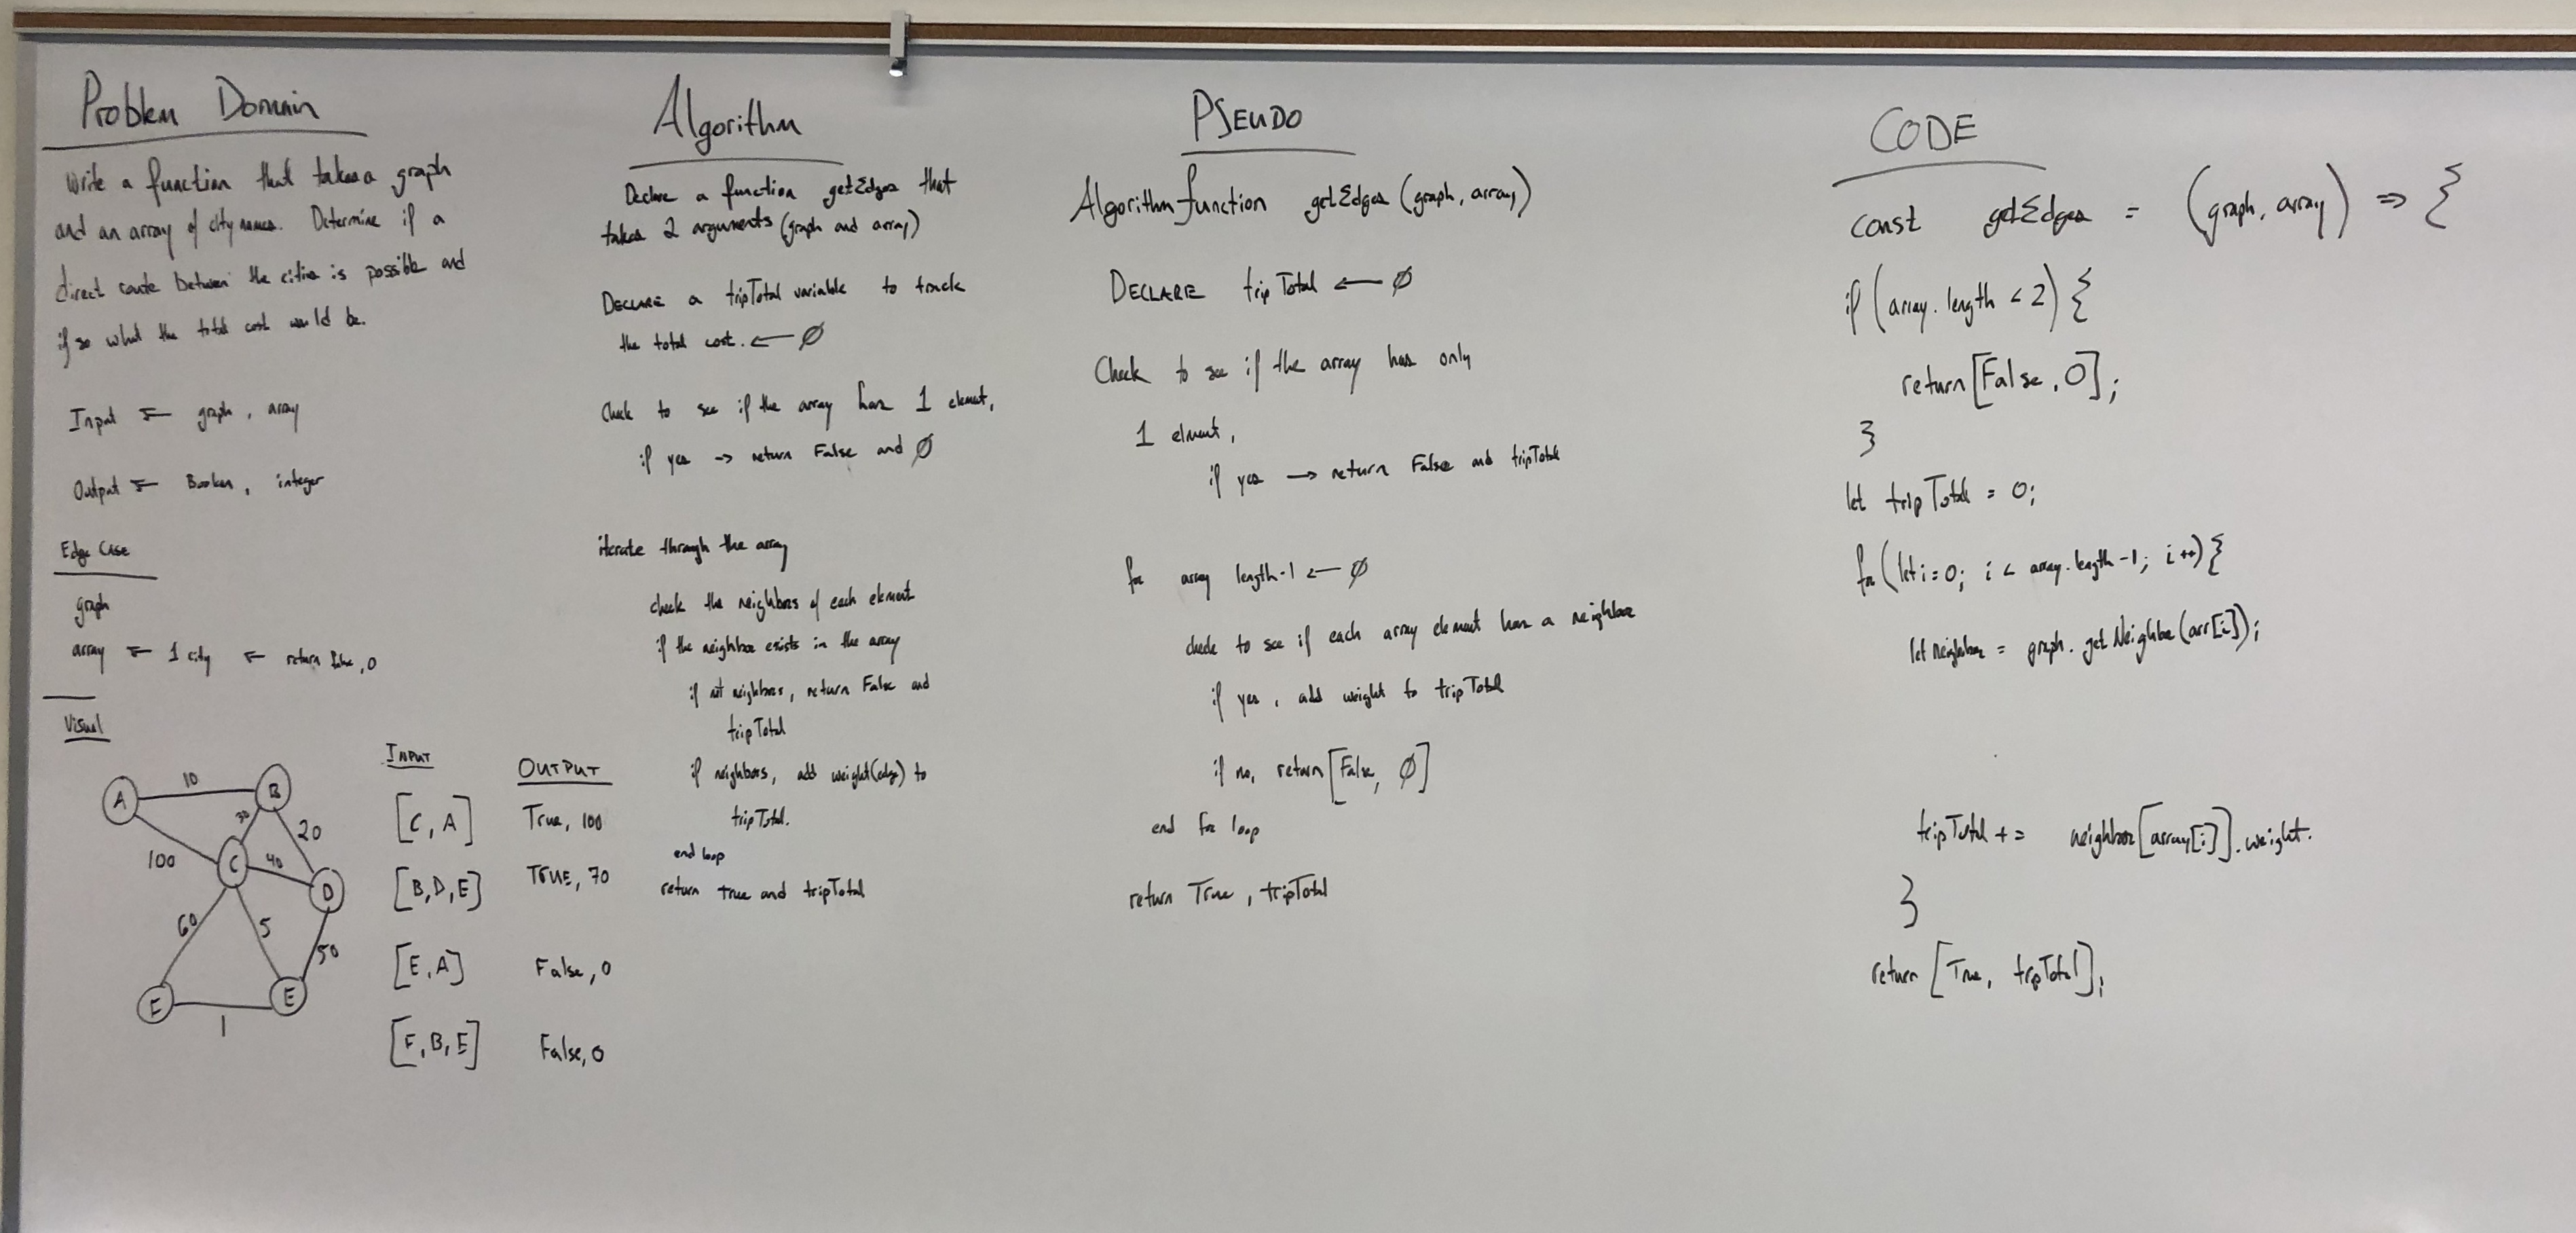 Problem Domain
Write a function that takes a graph
and an array of city names. Determine if a
direct route between the cities is possible and
if so what the total cost would be.
Input ← graph, array
Output ← Boolean, integer
Edge Case
graph
array ← 1 city ← return false, 0
Visual
A
10
B
30
20
100
C
40
D
60
5
50
E
E
1
INPUT
OUTPUT
[C, A]
True, 100
[B, D, E]
TRUE, 70
[E, A]
False, 0
[F, B, E]
False, 0
Algorithm
Declare a function getEdges that
takes 2 arguments (graph and array)
DECLARE a tripTotal variable to track
the total cost. ← Ø
Check to see if the array has 1 elemnt,
if yes → return False and Ø
iterate through the array
check the neighbors of each element
if the neighbor exists in the array
if not neighbors, return False and
tripTotal
if neighbors, add weight(edge) to
tripTotal.
end loop
return true and tripTotal
PSEUDO
Algorithm function getEdges (graph, array)
DECLARE tripTotal ← Ø
Check to see if the array has only
1 elment,
if yes → return False and tripTotal
for array length-1 ← Ø
check to see if each array element has a neighbor
if yes, add weight to tripTotal
if no, return [False, Ø]
end for loop
return True, tripTotal
CODE
const getEdges = (graph, array) => {
if (array.length < 2) {
return [False, 0];
}
let tripTotal = 0;
for (let i=0; i < array.length-1; i++) {
let neighbor = graph.getNeighbor(arr[i]);
tripTotal += neighbor[array[i]].weight.
}
return [True, tripTotal];